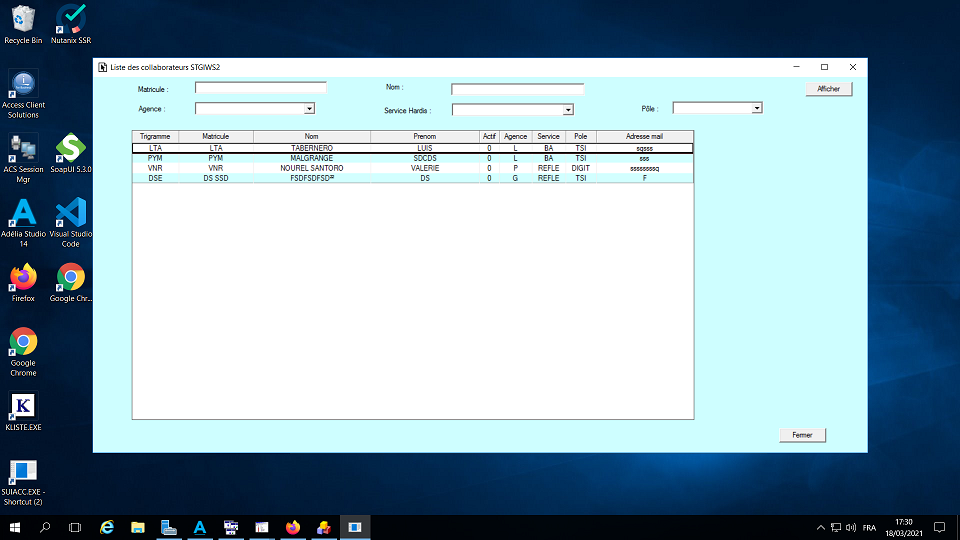 Recycle Bin
Nutanix SSR
Access Client Solutions
ACS Session Mgr
SoapUI 5.3.0
Adélia Studio 14
Visual Studio Code
Firefox
Google Chr...
Google Chrome
KLISTE.EXE
SUIACC.EXE - Shortcut (2)
Liste des collaborateurs STGIWS2
Matricule :
Nom :
Afficher
Agence :
Service Hardis :
Pôle :
Trigramme Matricule Nom Prenom Actif Agence Service Pole Adresse mail
LTA LTA TABERNERO LUIS 0 L BA TSI sqsss
PYM PYM MALGRANGE SDCDS 0 L BA TSI sss
VNR VNR NOUREL SANTORO VALERIE 0 P REFLE DIGIT ssssssssq
DSE DS SSD FSDFSDFSD² DS 0 G REFLE TSI F
Fermer
FRA
17:30
18/03/2021